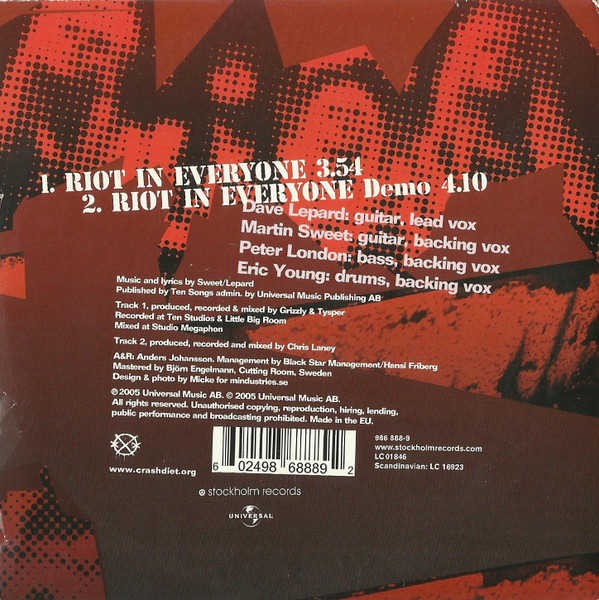 1. RIOT IN EVERYONE 3.54
2. RIOT IN EVERYONE Demo 4.10
Dave Lepard: guitar, lead vox
Martin Sweet: guitar, backing vox
Peter London: bass, backing vox
Eric Young: drums, backing vox
Music and lyrics by Sweet/Lepard
Published by Ten Songs admin. by Universal Music Publishing AB
Track 1, produced, recorded & mixed by Grizzly & Tysper
Recorded at Ten Studios & Little Big Room
Mixed at Studio Megaphon
Track 2, produced, recorded and mixed by Chris Laney
A&R: Anders Johansson. Management by Black Star Management/Hansi Friberg
Mastered by Björn Engelmann, Cutting Room, Sweden
Design & photo by Micke for mindustries.se
℗ 2005 Universal Music AB. © 2005 Universal Music AB.
All rights reserved. Unauthorised copying, reproduction, hiring, lending,
public performance and broadcasting prohibited. Made in the EU.
www.crashdiet.org
6 02498 68889 2
986 888-9
www.stockholmrecords.com
LC 01846
Scandinavian: LC 16923
stockholm records
UNIVERSAL